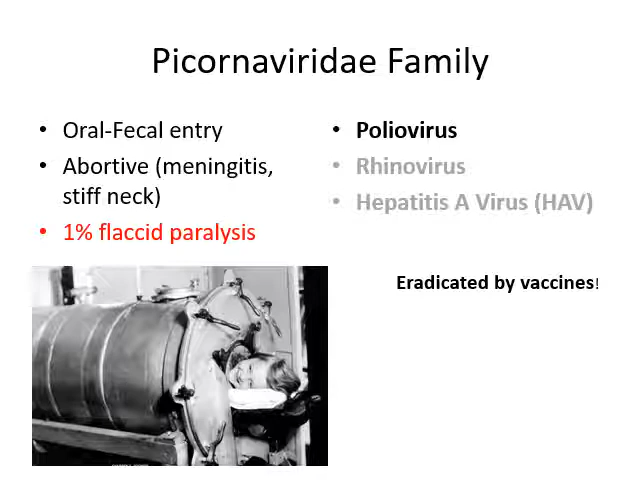 Picornaviridae Family
• Oral-Fecal entry
• Abortive (meningitis,
stiff neck)
• 1% flaccid paralysis
• Poliovirus
• Rhinovirus
• Hepatitis A Virus (HAV)
Eradicated by vaccines!